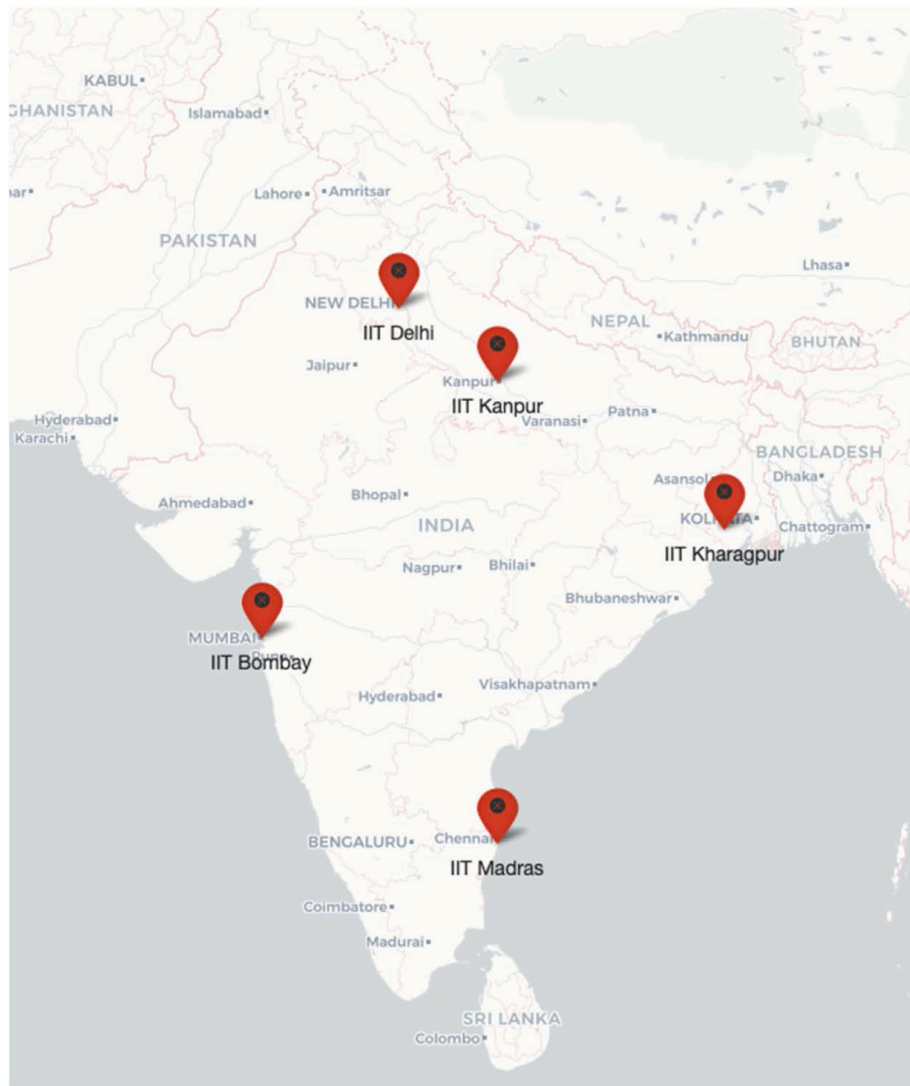 KABUL
GHANISTAN
Islamabad
nar
Lahore
Amritsar
PAKISTAN
Lhasa
NEW DELHI
IIT Delhi
NEPAL
Kathmandu
BHUTAN
Jaipur
Kanpur
IIT Kanpur
Hyderabad
Karachi
Varanasi
Patna
BANGLADESH
Asansol
Dhaka
Ahmedabad
Bhopal
INDIA
KOLKATA
Chattogram
IIT Kharagpur
Nagpur
Bhilai
Bhubaneshwar
MUMBAI
Pune
IIT Bombay
Hyderabad
Visakhapatnam
BENGALURU
Chennai
IIT Madras
Coimbatore
Madurai
SRI LANKA
Colombo